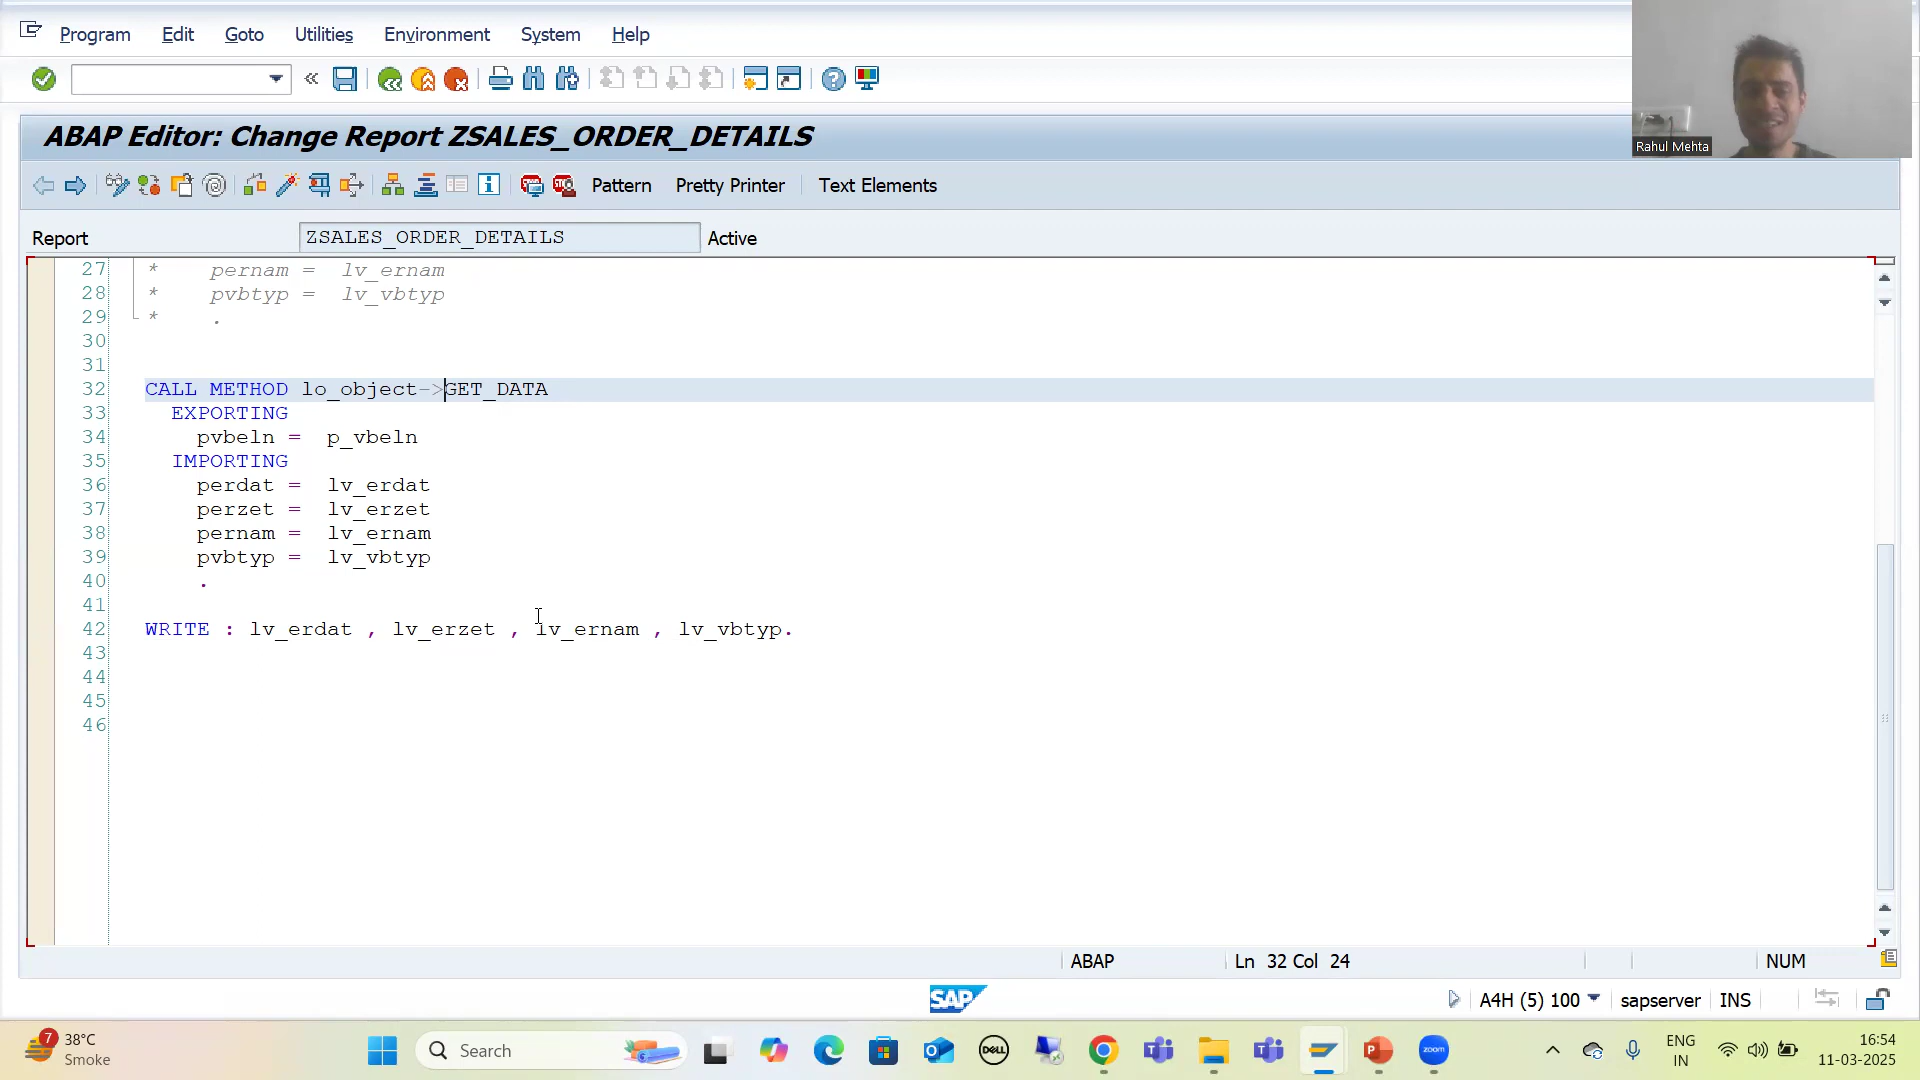 Program Edit Goto Utilities Environment System Help
«
ABAP Editor: Change Report ZSALES_ORDER_DETAILS
Pattern Pretty Printer Text Elements
Rahul Mehta
Report ZSALES_ORDER_DETAILS Active
27 * pernam = lv_ernam
28 * pvbtyp = lv_vbtyp
29 * .
30
31
32 CALL METHOD lo_object->GET_DATA
33 EXPORTING
34 pvbeln = p_vbeln
35 IMPORTING
36 perdat = lv_erdat
37 perzet = lv_erzet
38 pernam = lv_ernam
39 pvbtyp = lv_vbtyp
40 .
41
42 WRITE : lv_erdat , lv_erzet , lv_ernam , lv_vbtyp.
43
44
45
46
ABAP Ln 32 Col 24 NUM
SAP A4H (5) 100 sapserver INS
7 38°C
Smoke
Search
DELL
zoom
ENG
IN
16:54
11-03-2025